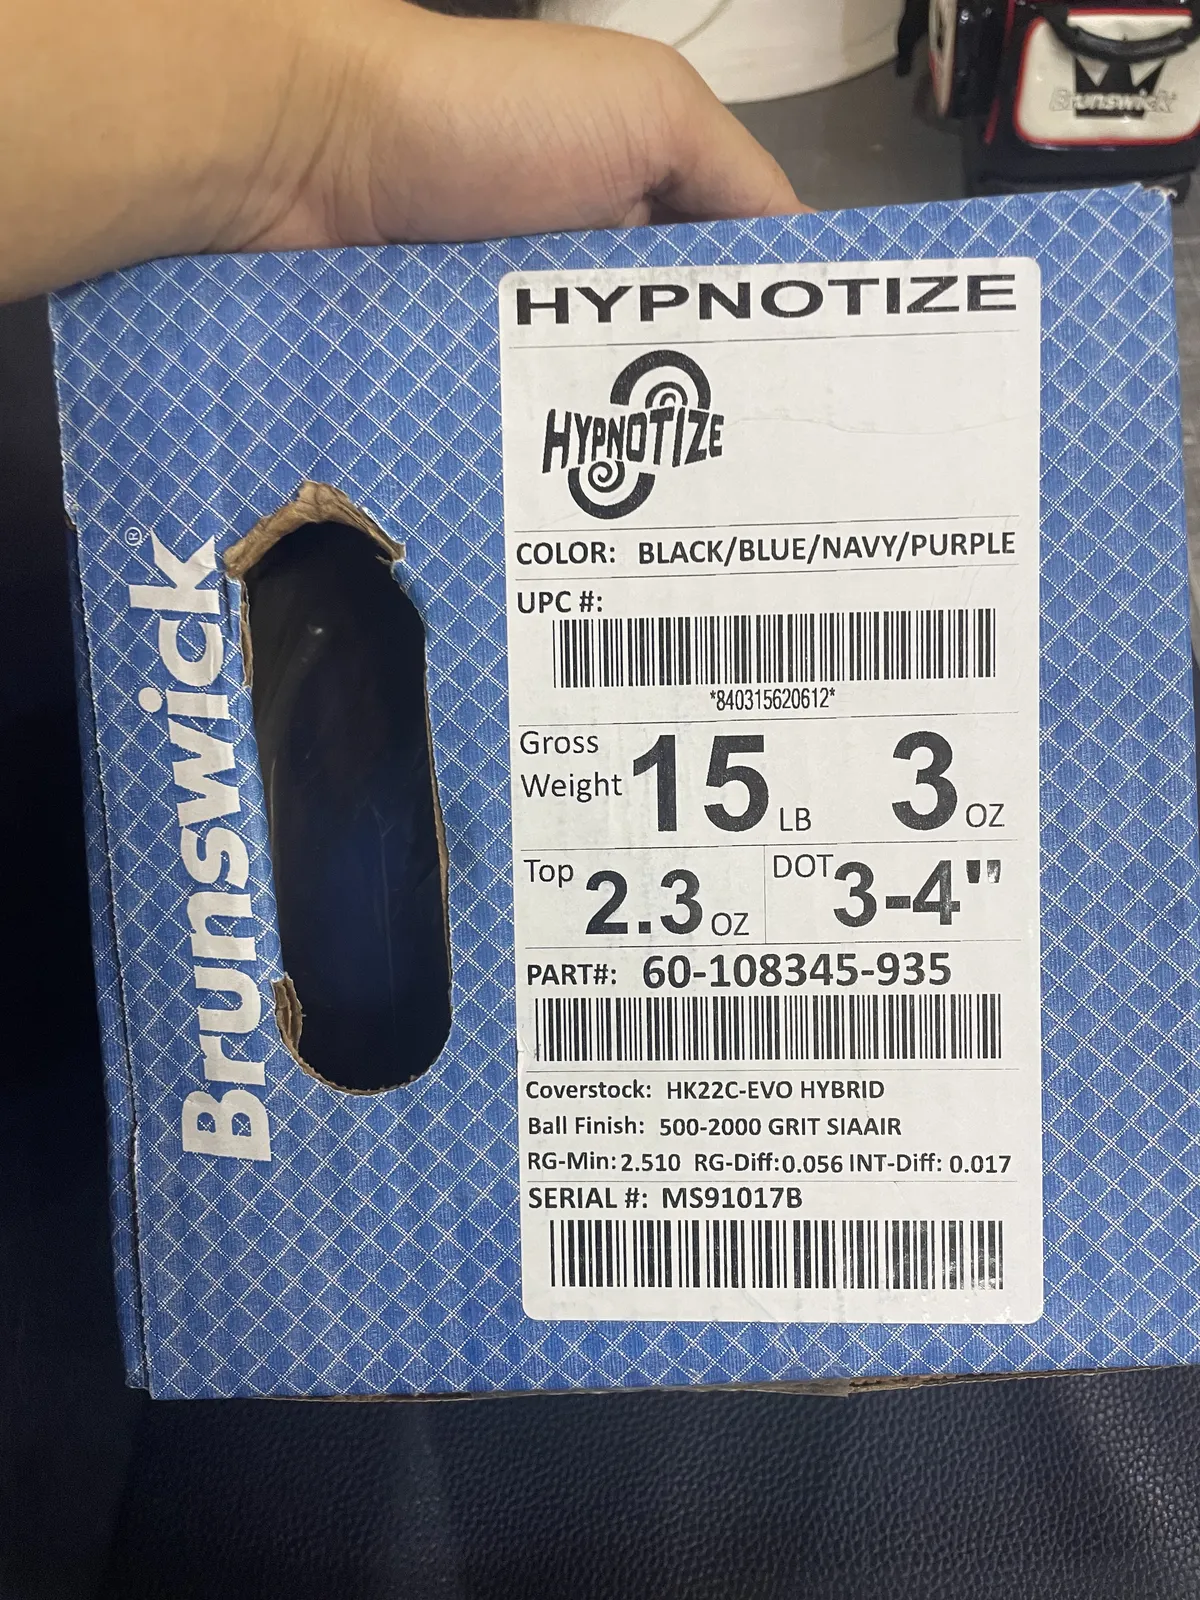 Brunswick
HYPNOTIZE
HYPNOTIZE
COLOR: BLACK/BLUE/NAVY/PURPLE
UPC #:
*840315620612*
Gross Weight 15 LB 3 OZ
Top 2.3 OZ DOT 3-4"
PART#: 60-108345-935
Coverstock: HK22C-EVO HYBRID
Ball Finish: 500-2000 GRIT SIAAIR
RG-Min: 2.510 RG-Diff: 0.056 INT-Diff: 0.017
SERIAL #: MS91017B
Brunswick®